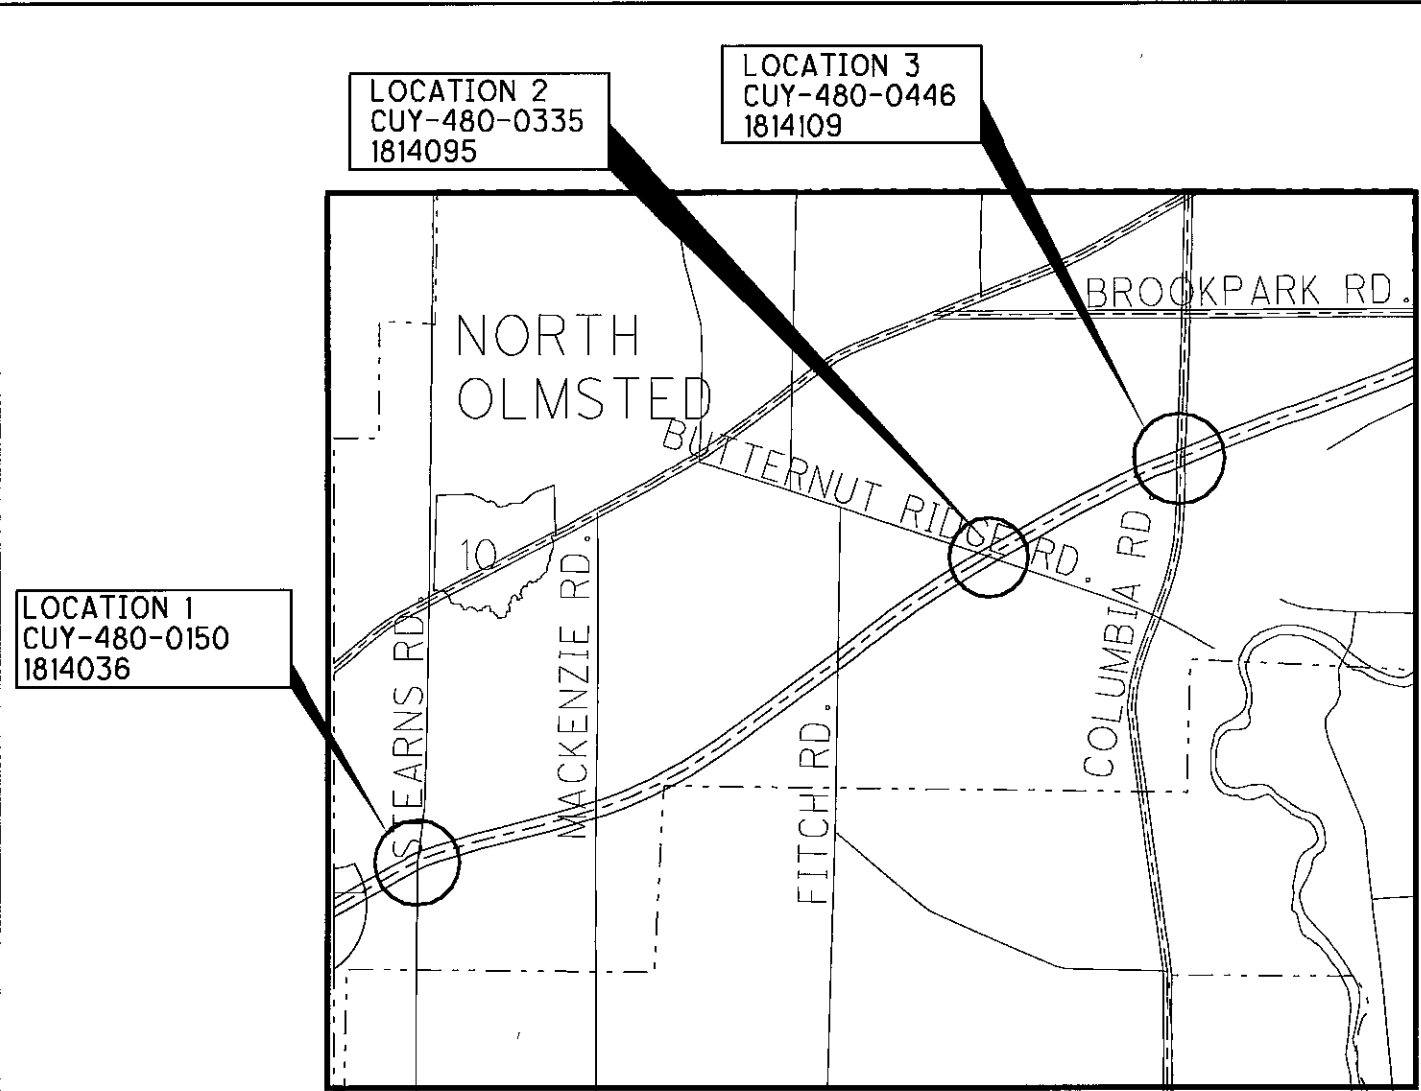 LOCATION 3
CUY-480-0446
1814109
LOCATION 2
CUY-480-0335
1814095
BROOKPARK RD.
NORTH
OLMSTED
BUTTERNUT RIDGE RD.
10
LOCATION 1
CUY-480-0150
1814036
STEARNS RD.
MACKENZIE RD.
FITCH RD.
COLUMBIA RD.